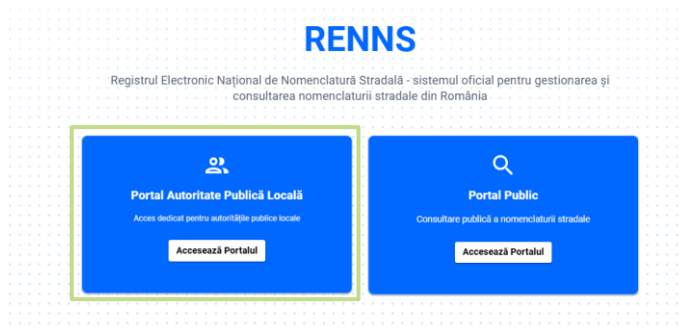 RENNS
Registrul Electronic Național de Nomenclatură Stradală - sistemul oficial pentru gestionarea și
consultarea nomenclaturii stradale din România
Portal Autoritate Publică Locală
Acces dedicat pentru autoritățile publice locale
Accesează Portalul
Portal Public
Consultare publică a nomenclaturii stradale
Accesează Portalul